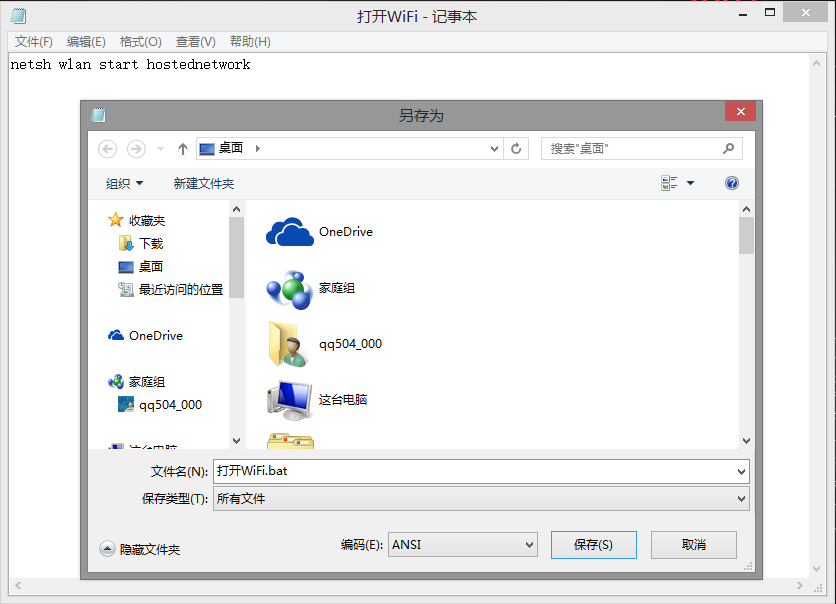 打开WiFi - 记事本
文件(F) 编辑(E) 格式(O) 查看(V) 帮助(H)
netsh wlan start hostednetwork
另存为
桌面
搜索"桌面"
组织 新建文件夹
收藏夹
下载
桌面
最近访问的位置
OneDrive
家庭组
qq504_000
这台电脑
OneDrive
家庭组
qq504_000
这台电脑
文件名(N): 打开WiFi.bat
保存类型(T): 所有文件
隐藏文件夹 编码(E): ANSI 保存(S) 取消